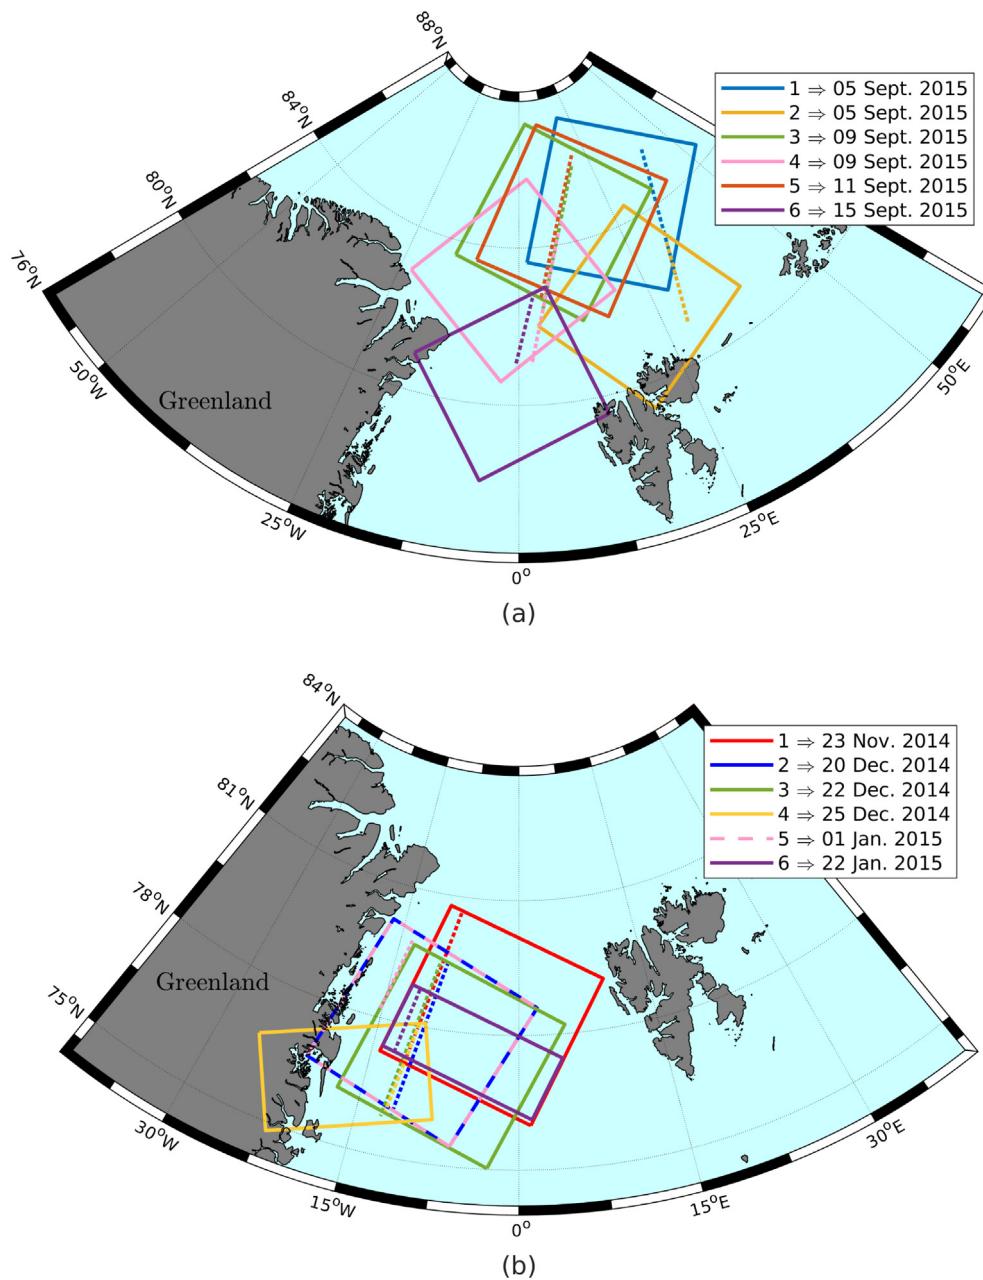 88°N
84°N
80°N
76°N
1 ⇒ 05 Sept. 2015
2 ⇒ 05 Sept. 2015
3 ⇒ 09 Sept. 2015
4 ⇒ 09 Sept. 2015
5 ⇒ 11 Sept. 2015
6 ⇒ 15 Sept. 2015
50°W
Greenland
50°E
25°W
25°E
0°
(a)
84°N
81°N
78°N
75°N
1 ⇒ 23 Nov. 2014
2 ⇒ 20 Dec. 2014
3 ⇒ 22 Dec. 2014
4 ⇒ 25 Dec. 2014
5 ⇒ 01 Jan. 2015
6 ⇒ 22 Jan. 2015
Greenland
30°W
30°E
15°W
15°E
0°
(b)